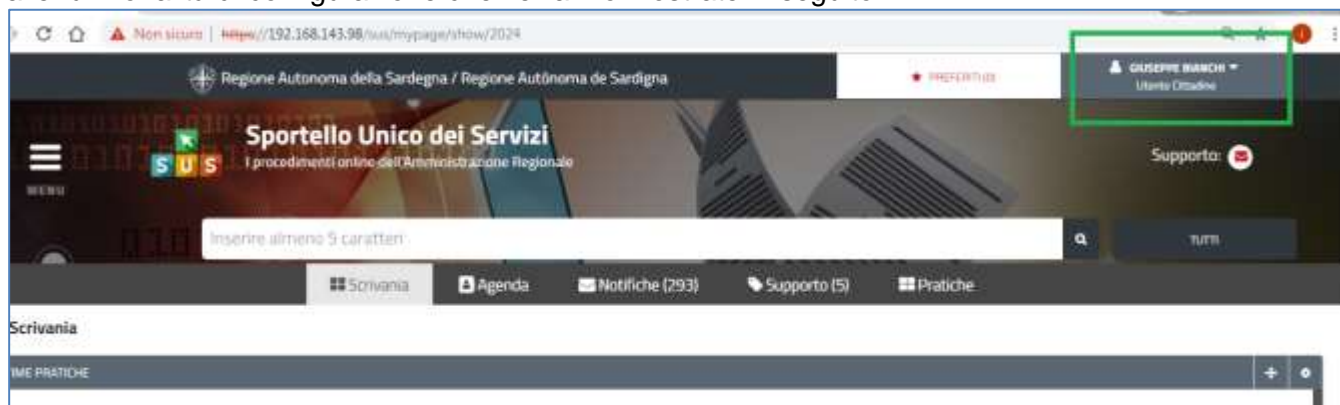 Non sicuro | https://192.168.143.98/sus/mypage/show/2024
Regione Autonoma della Sardegna / Regione Autònoma de Sardigna
GIUSEPPE BIANCHI
Utente Cittadino
Sportello Unico dei Servizi
I procedimenti online dell'Amministrazione Regionale
SUS
MENU
Supporto:
Inserire almeno 5 caratteri
TUTTI
Scrivania
Agenda
Notifiche (293)
Supporto (5)
Pratiche
Scrivania
PRATICHE